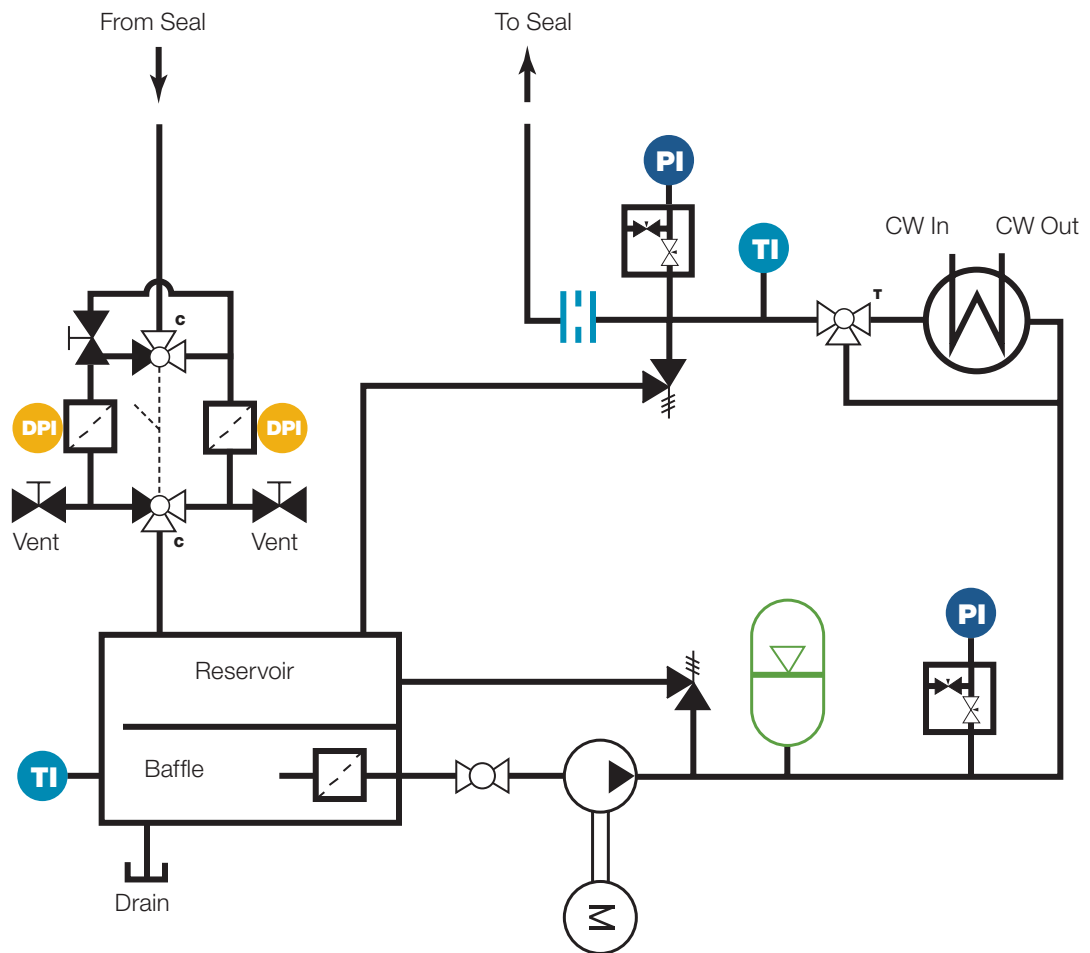 From Seal
To Seal
PI
TI
CW In
CW Out
T
C
DPI
DPI
C
Vent
Vent
PI
Reservoir
Baffle
TI
Drain
M